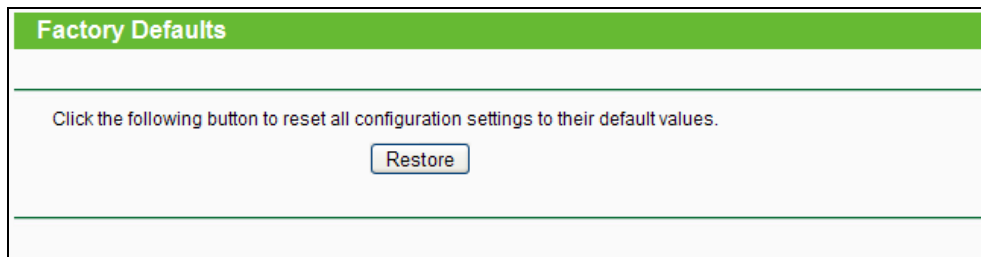 Factory Defaults
Click the following button to reset all configuration settings to their default values.
Restore